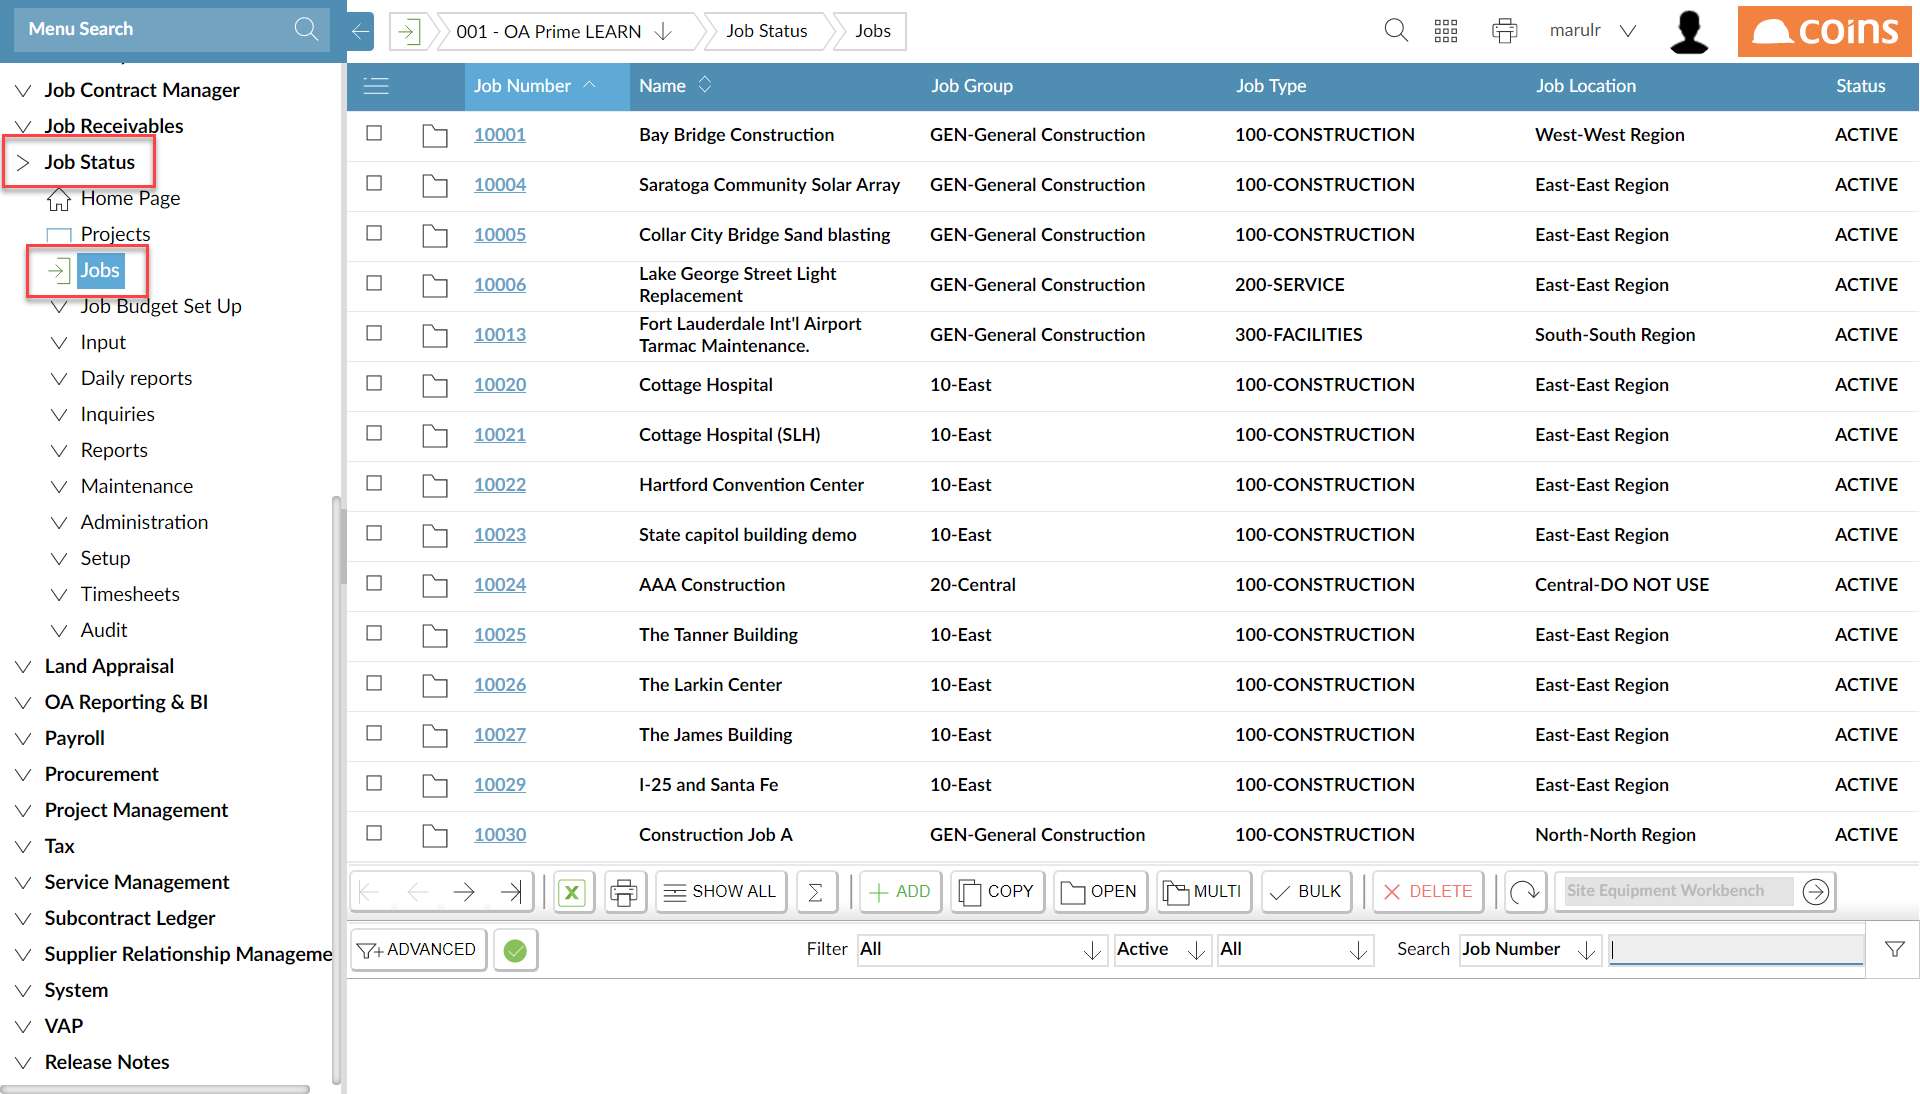 Menu Search
001 - OA Prime LEARN
Job Status
Jobs
marulr
coins
Job Contract Manager
Job Receivables
Job Status
Home Page
Projects
Jobs
Job Budget Set Up
Input
Daily reports
Inquiries
Reports
Maintenance
Administration
Setup
Timesheets
Audit
Land Appraisal
OA Reporting & BI
Payroll
Procurement
Project Management
Tax
Service Management
Subcontract Ledger
Supplier Relationship Manageme
System
VAP
Release Notes
Job Number Name Job Group Job Type Job Location Status
10001 Bay Bridge Construction GEN-General Construction 100-CONSTRUCTION West-West Region ACTIVE
10004 Saratoga Community Solar Array GEN-General Construction 100-CONSTRUCTION East-East Region ACTIVE
10005 Collar City Bridge Sand blasting GEN-General Construction 100-CONSTRUCTION East-East Region ACTIVE
10006 Lake George Street Light
Replacement GEN-General Construction 200-SERVICE East-East Region ACTIVE
10013 Fort Lauderdale Int'l Airport
Tarmac Maintenance. GEN-General Construction 300-FACILITIES South-South Region ACTIVE
10020 Cottage Hospital 10-East 100-CONSTRUCTION East-East Region ACTIVE
10021 Cottage Hospital (SLH) 10-East 100-CONSTRUCTION East-East Region ACTIVE
10022 Hartford Convention Center 10-East 100-CONSTRUCTION East-East Region ACTIVE
10023 State capitol building demo 10-East 100-CONSTRUCTION East-East Region ACTIVE
10024 AAA Construction 20-Central 100-CONSTRUCTION Central-DO NOT USE ACTIVE
10025 The Tanner Building 10-East 100-CONSTRUCTION East-East Region ACTIVE
10026 The Larkin Center 10-East 100-CONSTRUCTION East-East Region ACTIVE
10027 The James Building 10-East 100-CONSTRUCTION East-East Region ACTIVE
10029 I-25 and Santa Fe 10-East 100-CONSTRUCTION East-East Region ACTIVE
10030 Construction Job A GEN-General Construction 100-CONSTRUCTION North-North Region ACTIVE
SHOW ALL Σ ADD COPY OPEN MULTI BULK DELETE Site Equipment Workbench
ADVANCED Filter All Active All Search Job Number